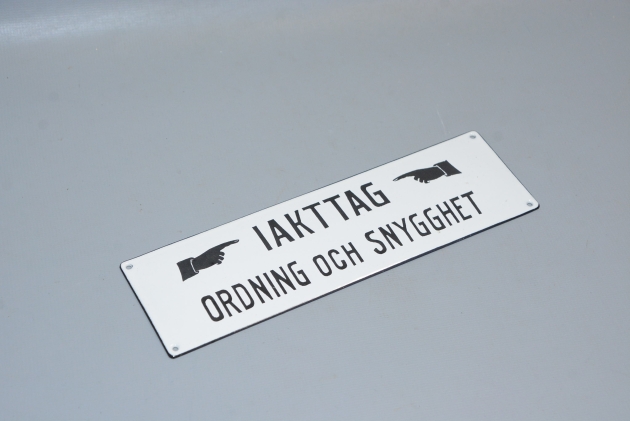 IAKTTAG
ORDNING OCH SNYGGHET